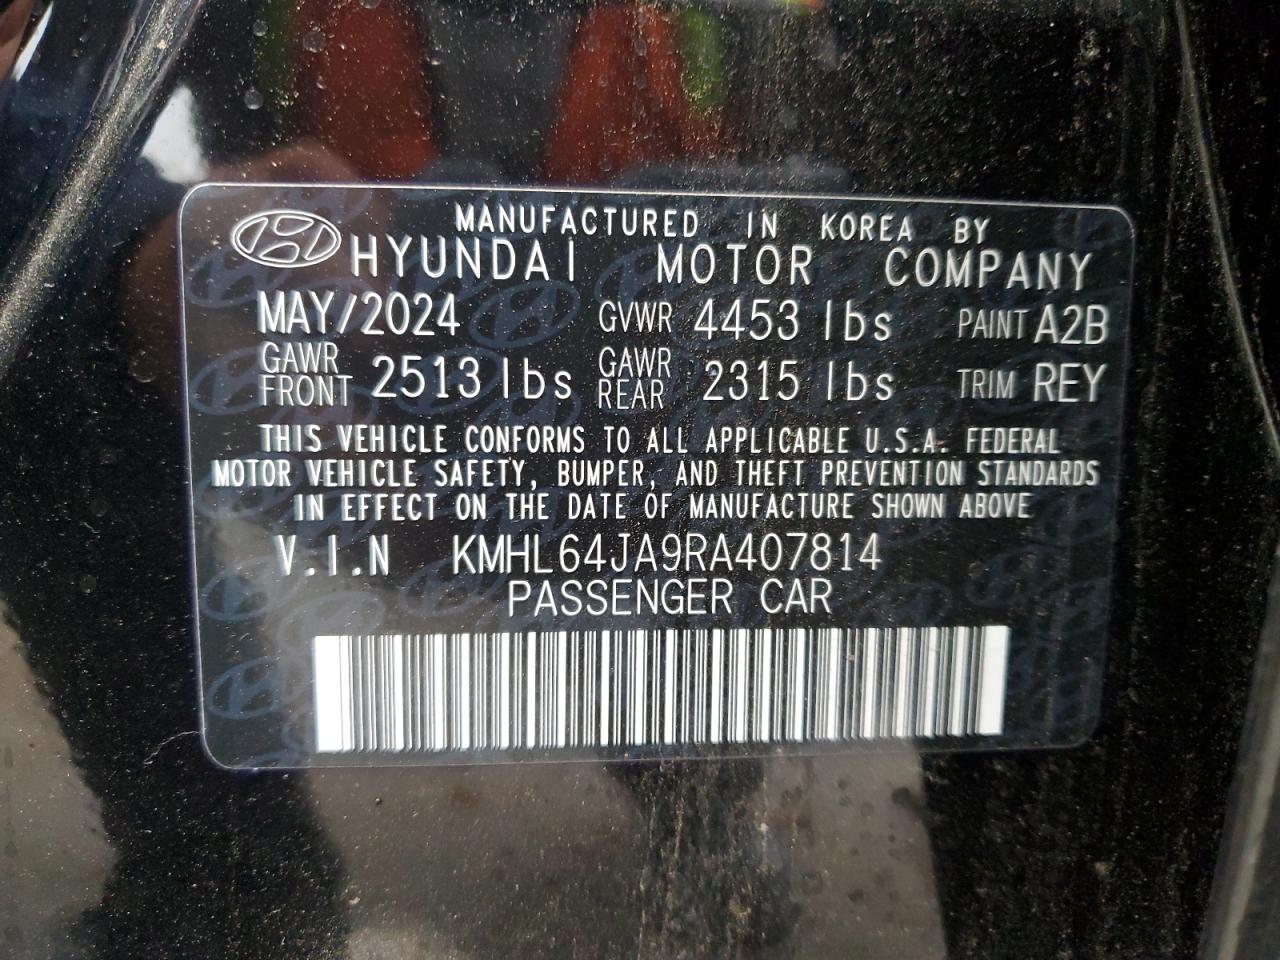 MANUFACTURED IN KOREA BY
HYUNDAI MOTOR COMPANY
MAY/2024 GVWR 4453 lbs PAINT A2B
GAWR FRONT 2513 lbs GAWR REAR 2315 lbs TRIM REY
THIS VEHICLE CONFORMS TO ALL APPLICABLE U.S.A. FEDERAL
MOTOR VEHICLE SAFETY, BUMPER, AND THEFT PREVENTION STANDARDS
IN EFFECT ON THE DATE OF MANUFACTURE SHOWN ABOVE
V.I.N KMHL64JA9RA407814
PASSENGER CAR